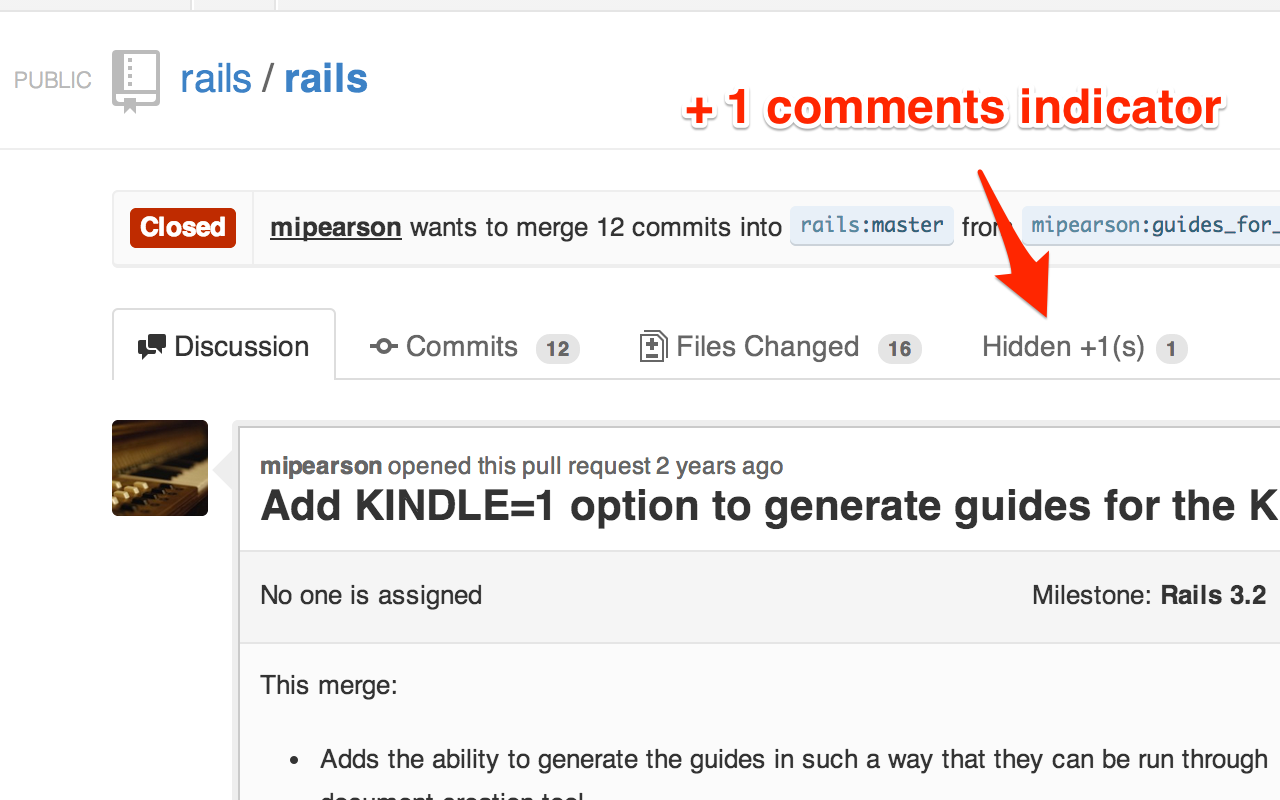 PUBLIC rails / rails
+ 1 comments indicator
Closed mipearson wants to merge 12 commits into rails:master from mipearson:guides_for_
Discussion Commits 12 Files Changed 16 Hidden +1(s) 1
mipearson opened this pull request 2 years ago
Add KINDLE=1 option to generate guides for the K
No one is assigned Milestone: Rails 3.2
This merge:
• Adds the ability to generate the guides in such a way that they can be run through
document creation tool